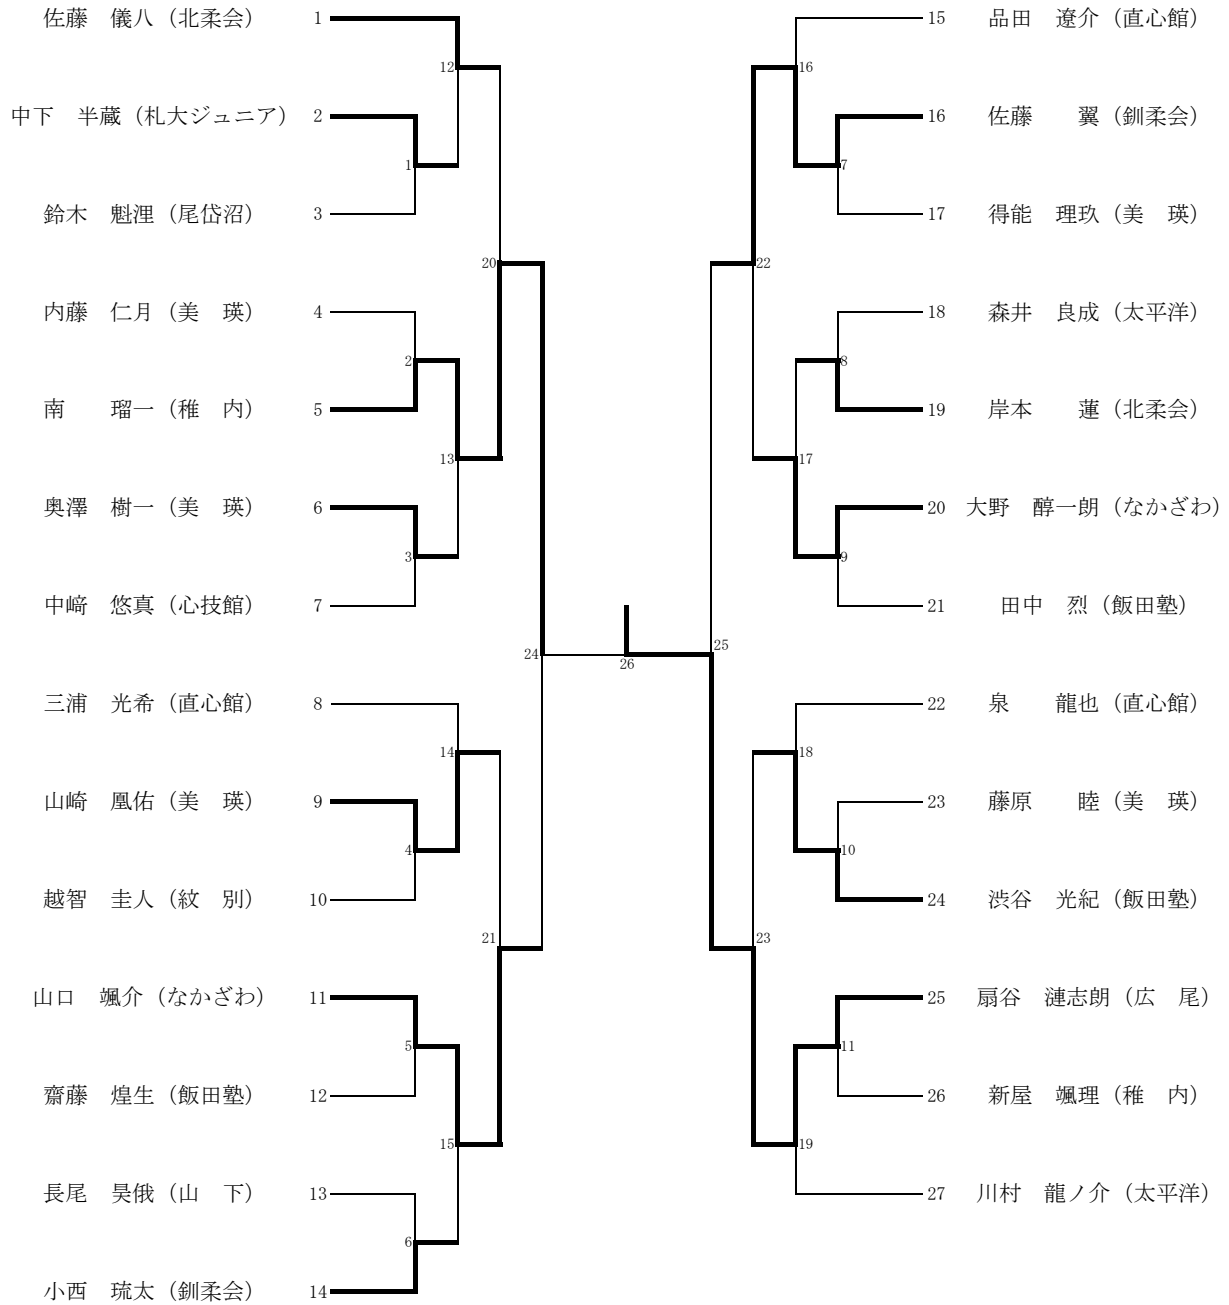 佐藤　儀八（北柔会） 1
12
中下　半蔵（札大ジュニア） 2
1
鈴木　魁浬（尾岱沼） 3
20
内藤　仁月（美　瑛） 4
2
南　　瑠一（稚　内） 5
13
奥澤　樹一（美　瑛） 6
3
中﨑　悠真（心技館） 7
24
三浦　光希（直心館） 8
14
山崎　凰佑（美　瑛） 9
4
越智　圭人（紋　別） 10
21
山口　颯介（なかざわ） 11
5
齋藤　煌生（飯田塾） 12
15
長尾　昊俄（山　下） 13
6
小西　琉太（釧柔会） 14
26
15 品田　遼介（直心館）
16
16 佐藤　　翼（釧柔会）
7
17 得能　理玖（美　瑛）
22
18 森井　良成（太平洋）
8
19 岸本　　蓮（北柔会）
17
20 大野　醇一朗（なかざわ）
9
21 田中　烈（飯田塾）
25
22 泉　　龍也（直心館）
18
23 藤原　　睦（美　瑛）
10
24 渋谷　光紀（飯田塾）
23
25 扇谷　漣志朗（広　尾）
11
26 新屋　颯理（稚　内）
19
27 川村　龍ノ介（太平洋）